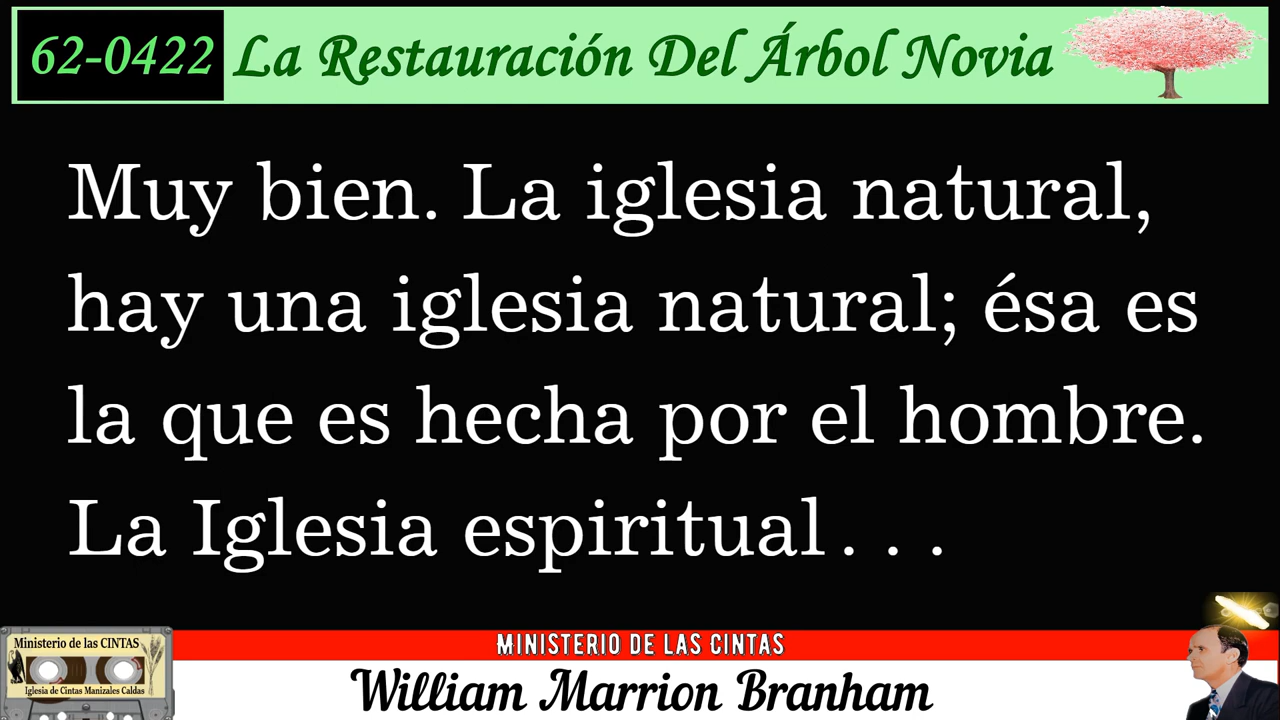 62-0422 La Restauración Del Árbol Novia
Muy bien. La iglesia natural,
hay una iglesia natural; ésa es
la que es hecha por el hombre.
La Iglesia espiritual . . .
Ministerio de las CINTAS
Iglesia de Cintas Manizales Caldas
MINISTERIO DE LAS CINTAS
William Marrion Branham